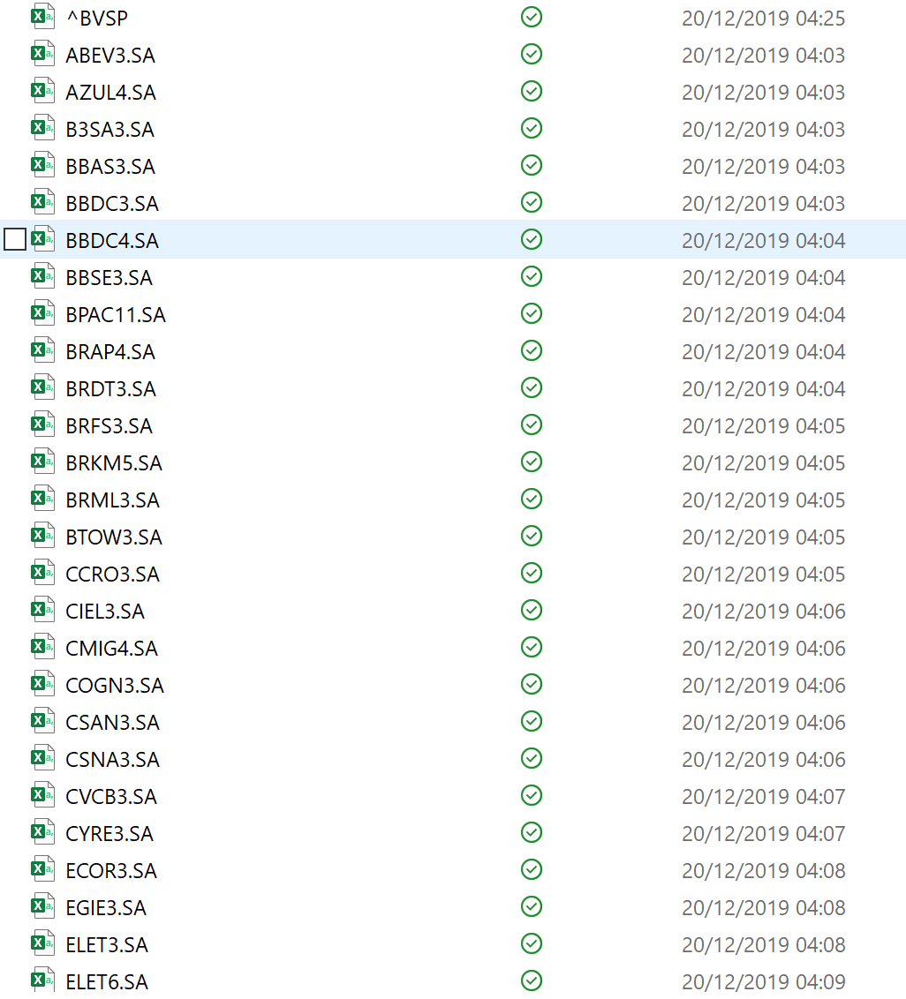 ^BVSP 20/12/2019 04:25
ABEV3.SA 20/12/2019 04:03
AZUL4.SA 20/12/2019 04:03
B3SA3.SA 20/12/2019 04:03
BBAS3.SA 20/12/2019 04:03
BBDC3.SA 20/12/2019 04:03
BBDC4.SA 20/12/2019 04:04
BBSE3.SA 20/12/2019 04:04
BPAC11.SA 20/12/2019 04:04
BRAP4.SA 20/12/2019 04:04
BRDT3.SA 20/12/2019 04:04
BRFS3.SA 20/12/2019 04:05
BRKM5.SA 20/12/2019 04:05
BRML3.SA 20/12/2019 04:05
BTOW3.SA 20/12/2019 04:05
CCRO3.SA 20/12/2019 04:05
CIEL3.SA 20/12/2019 04:06
CMIG4.SA 20/12/2019 04:06
COGN3.SA 20/12/2019 04:06
CSAN3.SA 20/12/2019 04:06
CSNA3.SA 20/12/2019 04:06
CVCB3.SA 20/12/2019 04:07
CYRE3.SA 20/12/2019 04:07
ECOR3.SA 20/12/2019 04:08
EGIE3.SA 20/12/2019 04:08
ELET3.SA 20/12/2019 04:08
ELET6.SA 20/12/2019 04:09